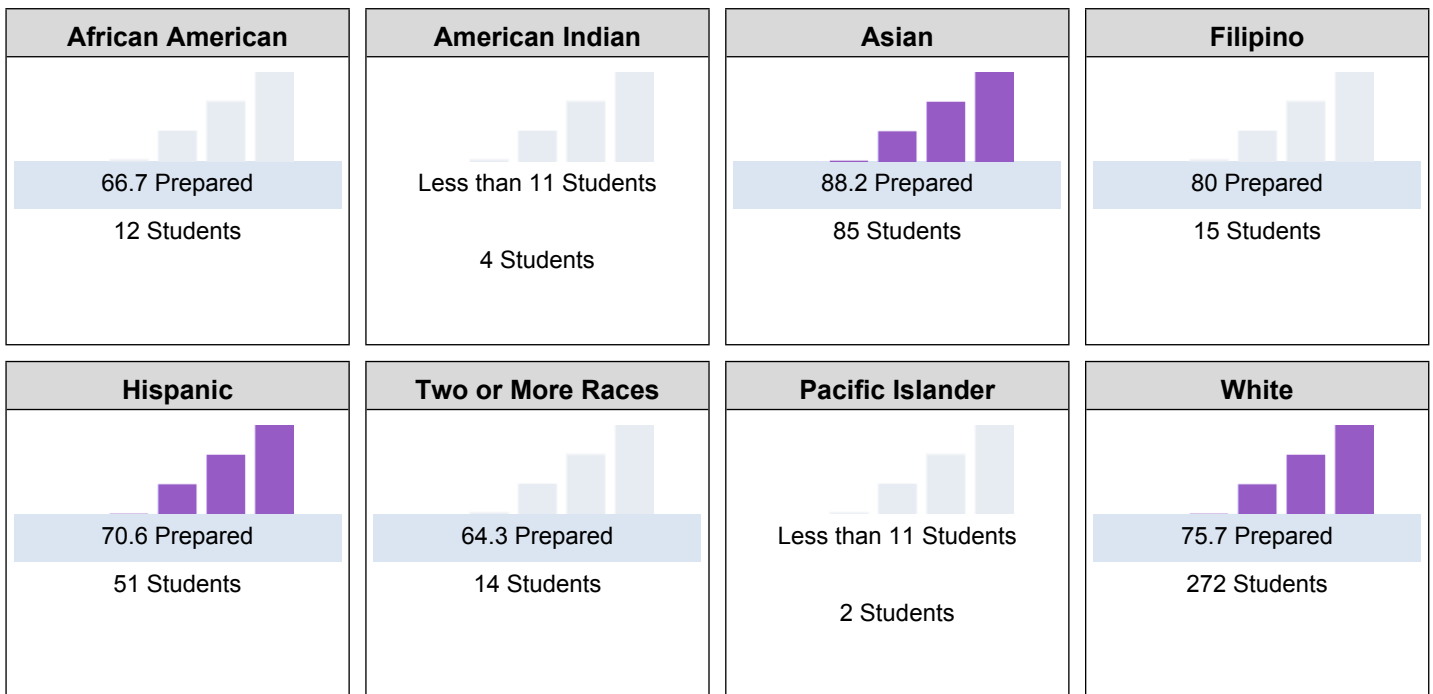 African American
66.7 Prepared
12 Students
American Indian
Less than 11 Students
4 Students
Asian
88.2 Prepared
85 Students
Filipino
80 Prepared
15 Students
Hispanic
70.6 Prepared
51 Students
Two or More Races
64.3 Prepared
14 Students
Pacific Islander
Less than 11 Students
2 Students
White
75.7 Prepared
272 Students